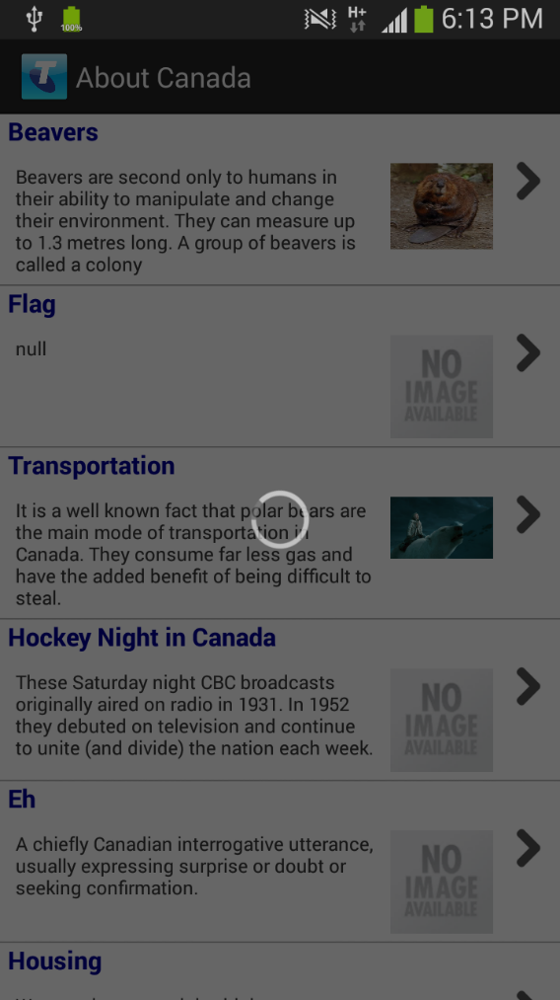 100%
H+
6:13 PM
T
About Canada
Beavers
Beavers are second only to humans in
their ability to manipulate and change
their environment. They can measure up
to 1.3 metres long. A group of beavers is
called a colony
Flag
null
NO
IMAGE
AVAILABLE
Transportation
It is a well known fact that polar bears are
the main mode of transportation in
Canada. They consume far less gas and
have the added benefit of being difficult to
steal.
Hockey Night in Canada
These Saturday night CBC broadcasts
originally aired on radio in 1931. In 1952
they debuted on television and continue
to unite (and divide) the nation each week.
NO
IMAGE
AVAILABLE
Eh
A chiefly Canadian interrogative utterance,
usually expressing surprise or doubt or
seeking confirmation.
NO
IMAGE
AVAILABLE
Housing